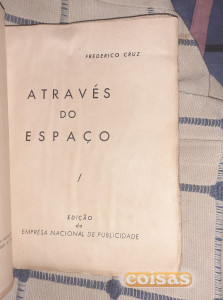 FREDERICO CRUZ
ATRAVÉS
DO
ESPAÇO
/
EDIÇÃO
da
EMPRESA NACIONAL DE PUBLICIDADE
coisas